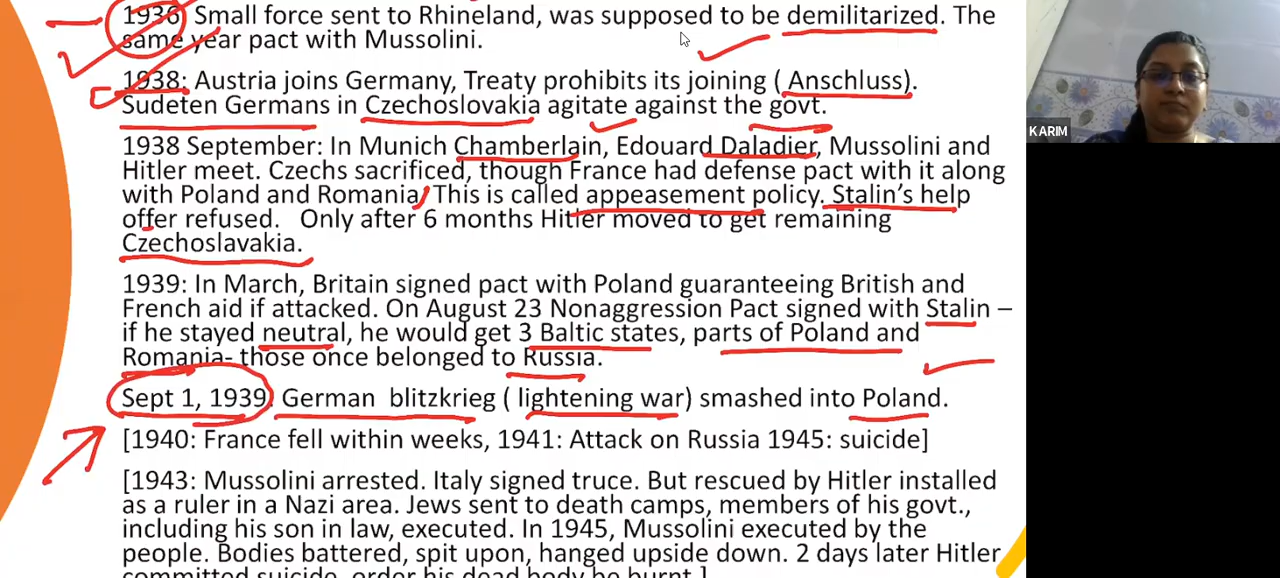 1936) Small force sent to Rhineland, was supposed to be demilitarized. The
same year pact with Mussolini.
1938: Austria joins Germany, Treaty prohibits its joining ( Anschluss).
Sudeten Germans in Czechoslovakia agitate against the govt.
1938 September: In Munich Chamberlain, Edouard Daladier, Mussolini and
Hitler meet. Czechs sacrificed, though France had defense pact with it along
with Poland and Romania. This is called appeasement policy. Stalin's help
offer refused. Only after 6 months Hitler moved to get remaining
Czechoslavakia.
1939: In March, Britain signed pact with Poland guaranteeing British and
French aid if attacked. On August 23 Nonaggression Pact signed with Stalin –
if he stayed neutral, he would get 3 Baltic states, parts of Poland and
Romania- those once belonged to Russia.
Sept 1, 1939: German blitzkrieg ( lightening war) smashed into Poland.
[1940: France fell within weeks, 1941: Attack on Russia 1945: suicide]
[1943: Mussolini arrested. Italy signed truce. But rescued by Hitler installed
as a ruler in a Nazi area. Jews sent to death camps, members of his govt.,
including his son in law, executed. In 1945, Mussolini executed by the
people. Bodies battered, spit upon, hanged upside down. 2 days later Hitler
committed suicide, order his dead body be burnt.]
KARIM